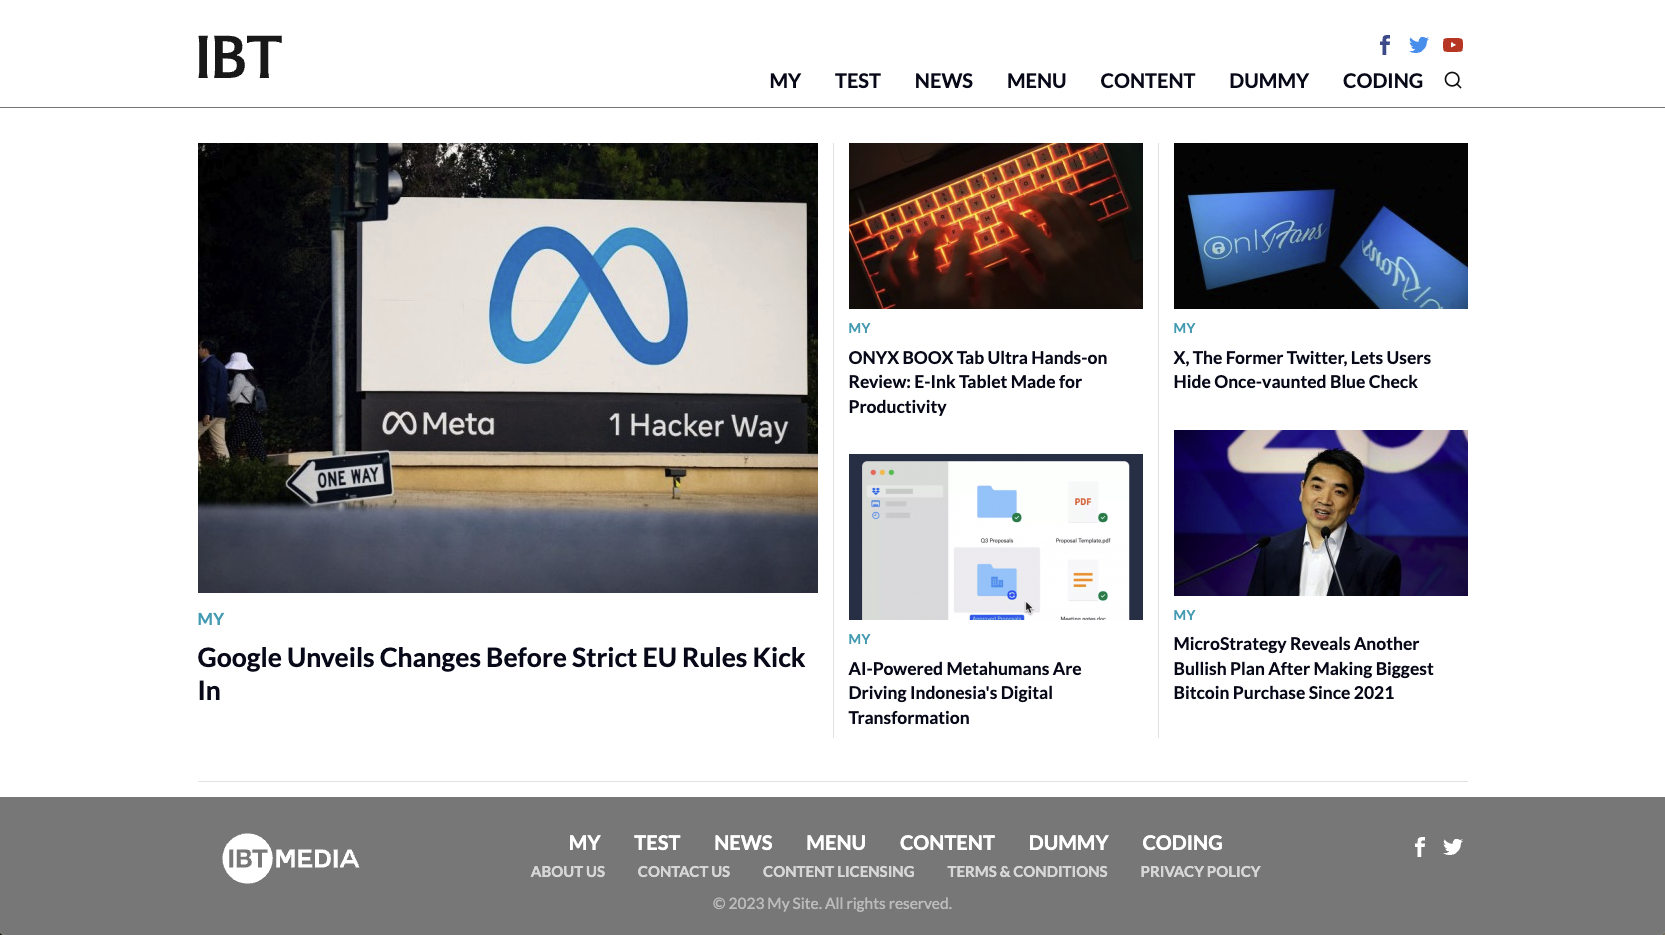 IBT
MY TEST NEWS MENU CONTENT DUMMY CODING
Meta 1 Hacker Way
ONE WAY
MY
Google Unveils Changes Before Strict EU Rules Kick
In
MY
ONYX BOOX Tab Ultra Hands-on
Review: E-Ink Tablet Made for
Productivity
PDF
Q3 Proposals Proposal Template.pdf
MY
AI-Powered Metahumans Are
Driving Indonesia's Digital
Transformation
OnlyFans
MY
X, The Former Twitter, Lets Users
Hide Once-vaunted Blue Check
MY
MicroStrategy Reveals Another
Bullish Plan After Making Biggest
Bitcoin Purchase Since 2021
IBT MEDIA
MY TEST NEWS MENU CONTENT DUMMY CODING
ABOUT US CONTACT US CONTENT LICENSING TERMS & CONDITIONS PRIVACY POLICY
© 2023 My Site. All rights reserved.